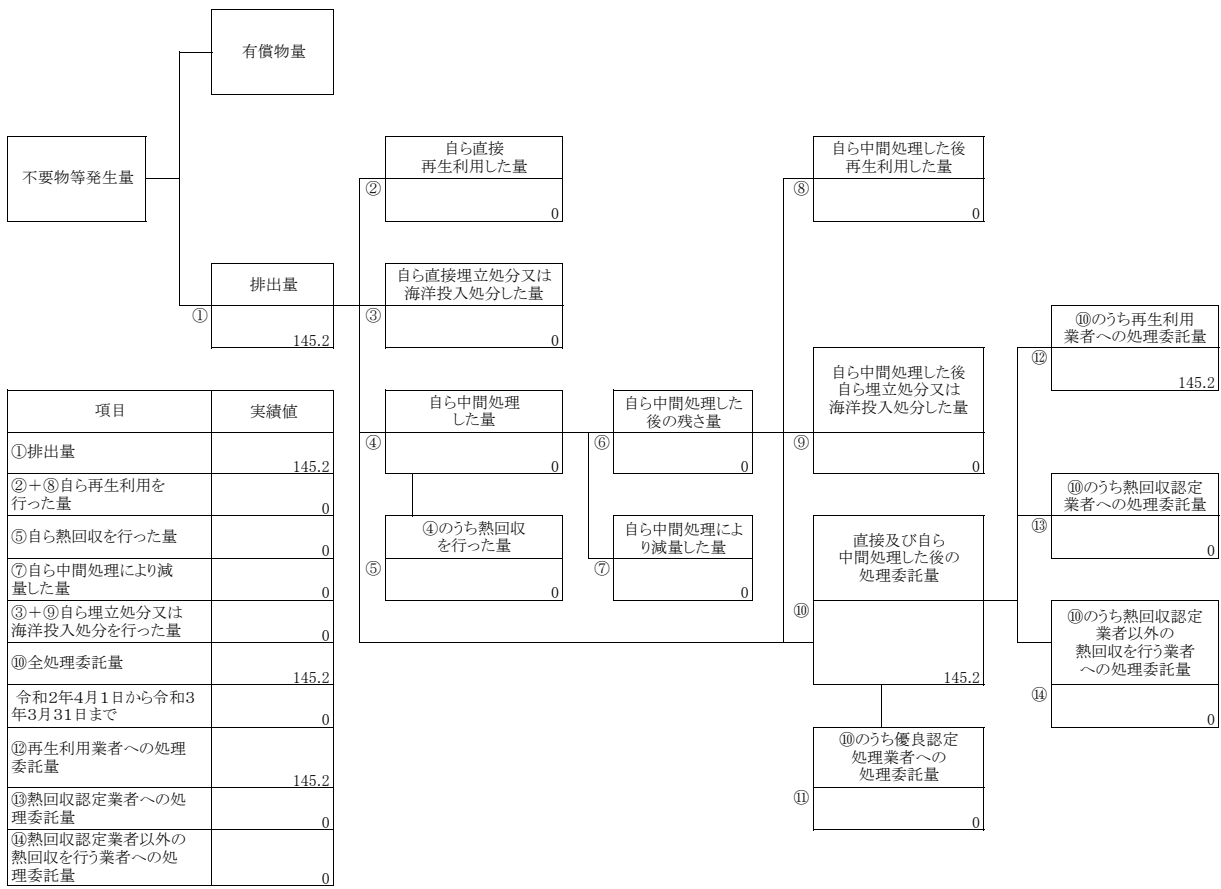 有償物量
不要物等発生量
自ら直接
再生利用した量
②
0
自ら中間処理した後
再生利用した量
⑧
0
排出量
①
145.2
自ら直接埋立処分又は
海洋投入処分した量
③
0
⑩のうち再生利用
業者への処理委託量
⑫
145.2
自ら中間処理
した量
④
0
自ら中間処理した
後の残さ量
⑥
0
自ら中間処理した後
自ら埋立処分又は
海洋投入処分した量
⑨
0
⑩のうち熱回収認定
業者への処理委託量
⑬
0
④のうち熱回収
を行った量
⑤
0
自ら中間処理によ
り減量した量
⑦
0
直接及び自ら
中間処理した後の
処理委託量
⑩
145.2
⑩のうち熱回収認定
業者以外の
熱回収を行う業者
への処理委託量
⑭
0
⑩のうち優良認定
処理業者への
処理委託量
⑪
0
項目 実績値
①排出量
145.2
②+⑧自ら再生利用を
行った量
0
⑤自ら熱回収を行った量
0
⑦自ら中間処理により減
量した量
0
③+⑨自ら埋立処分又は
海洋投入処分を行った量
0
⑩全処理委託量
145.2
令和2年4月1日から令和3
年3月31日まで
0
⑫再生利用業者への処理
委託量
145.2
⑬熱回収認定業者への処
理委託量
0
⑭熱回収認定業者以外の
熱回収を行う業者への処
理委託量
0